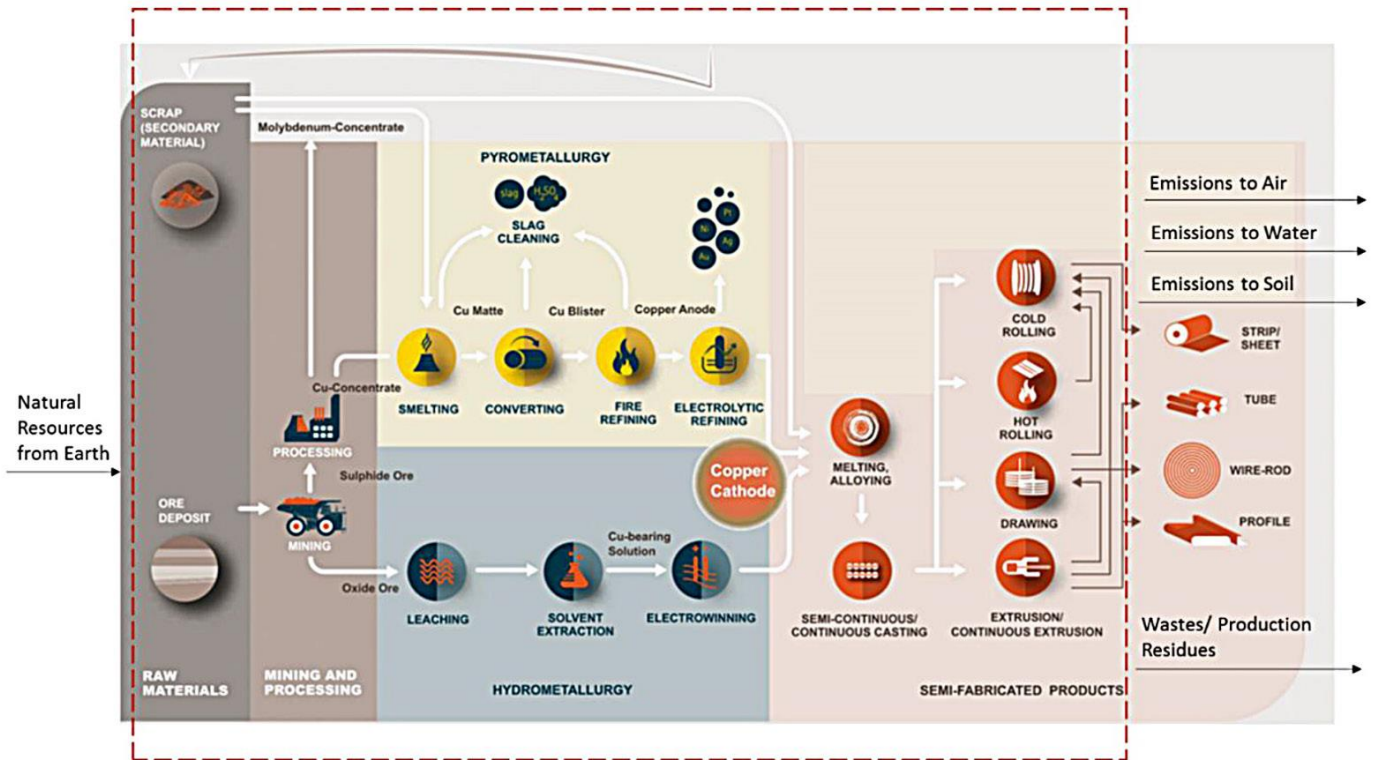 SCRAP
(SECONDARY
MATERIAL)
Molybdenum-Concentrate
PYROMETALLURGY
slag
H2SO4
SLAG
CLEANING
Pt
Ni
Ag
Au
Emissions to Air
Emissions to Water
Emissions to Soil
Cu Matte
Cu Blister
Copper Anode
COLD
ROLLING
STRIP/
SHEET
Cu-Concentrate
SMELTING
CONVERTING
FIRE
REFINING
ELECTROLYTIC
REFINING
HOT
ROLLING
TUBE
Natural
Resources
from Earth
PROCESSING
Sulphide Ore
Copper
Cathode
MELTING,
ALLOYING
WIRE-ROD
ORE
DEPOSIT
MINING
DRAWING
PROFILE
Cu-bearing
Solution
Oxide Ore
LEACHING
SOLVENT
EXTRACTION
ELECTROWINNING
SEMI-CONTINUOUS/
CONTINUOUS CASTING
EXTRUSION/
CONTINUOUS EXTRUSION
Wastes/ Production
Residues
RAW
MATERIALS
MINING AND
PROCESSING
HYDROMETALLURGY
SEMI-FABRICATED PRODUCTS